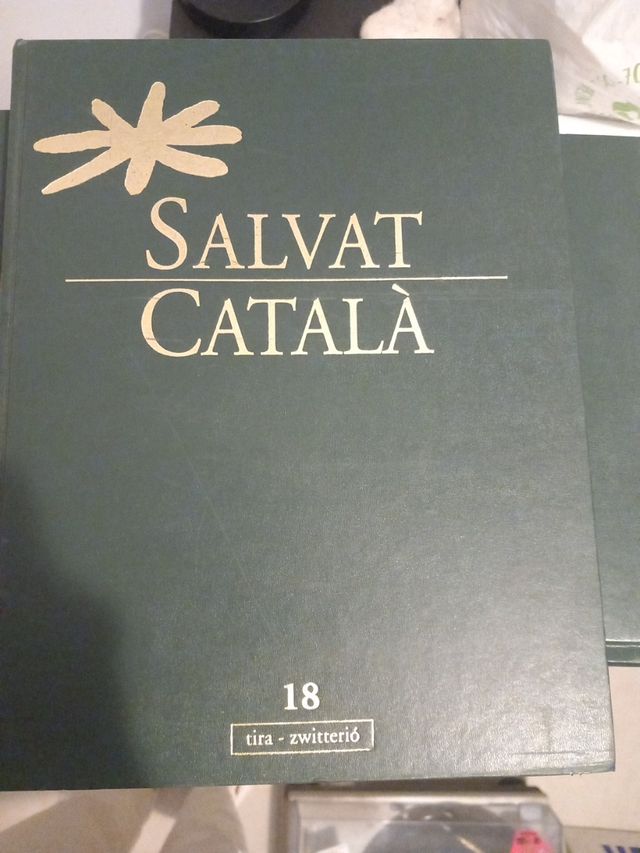 SALVAT
CATALÀ
18
tira - zwitterió